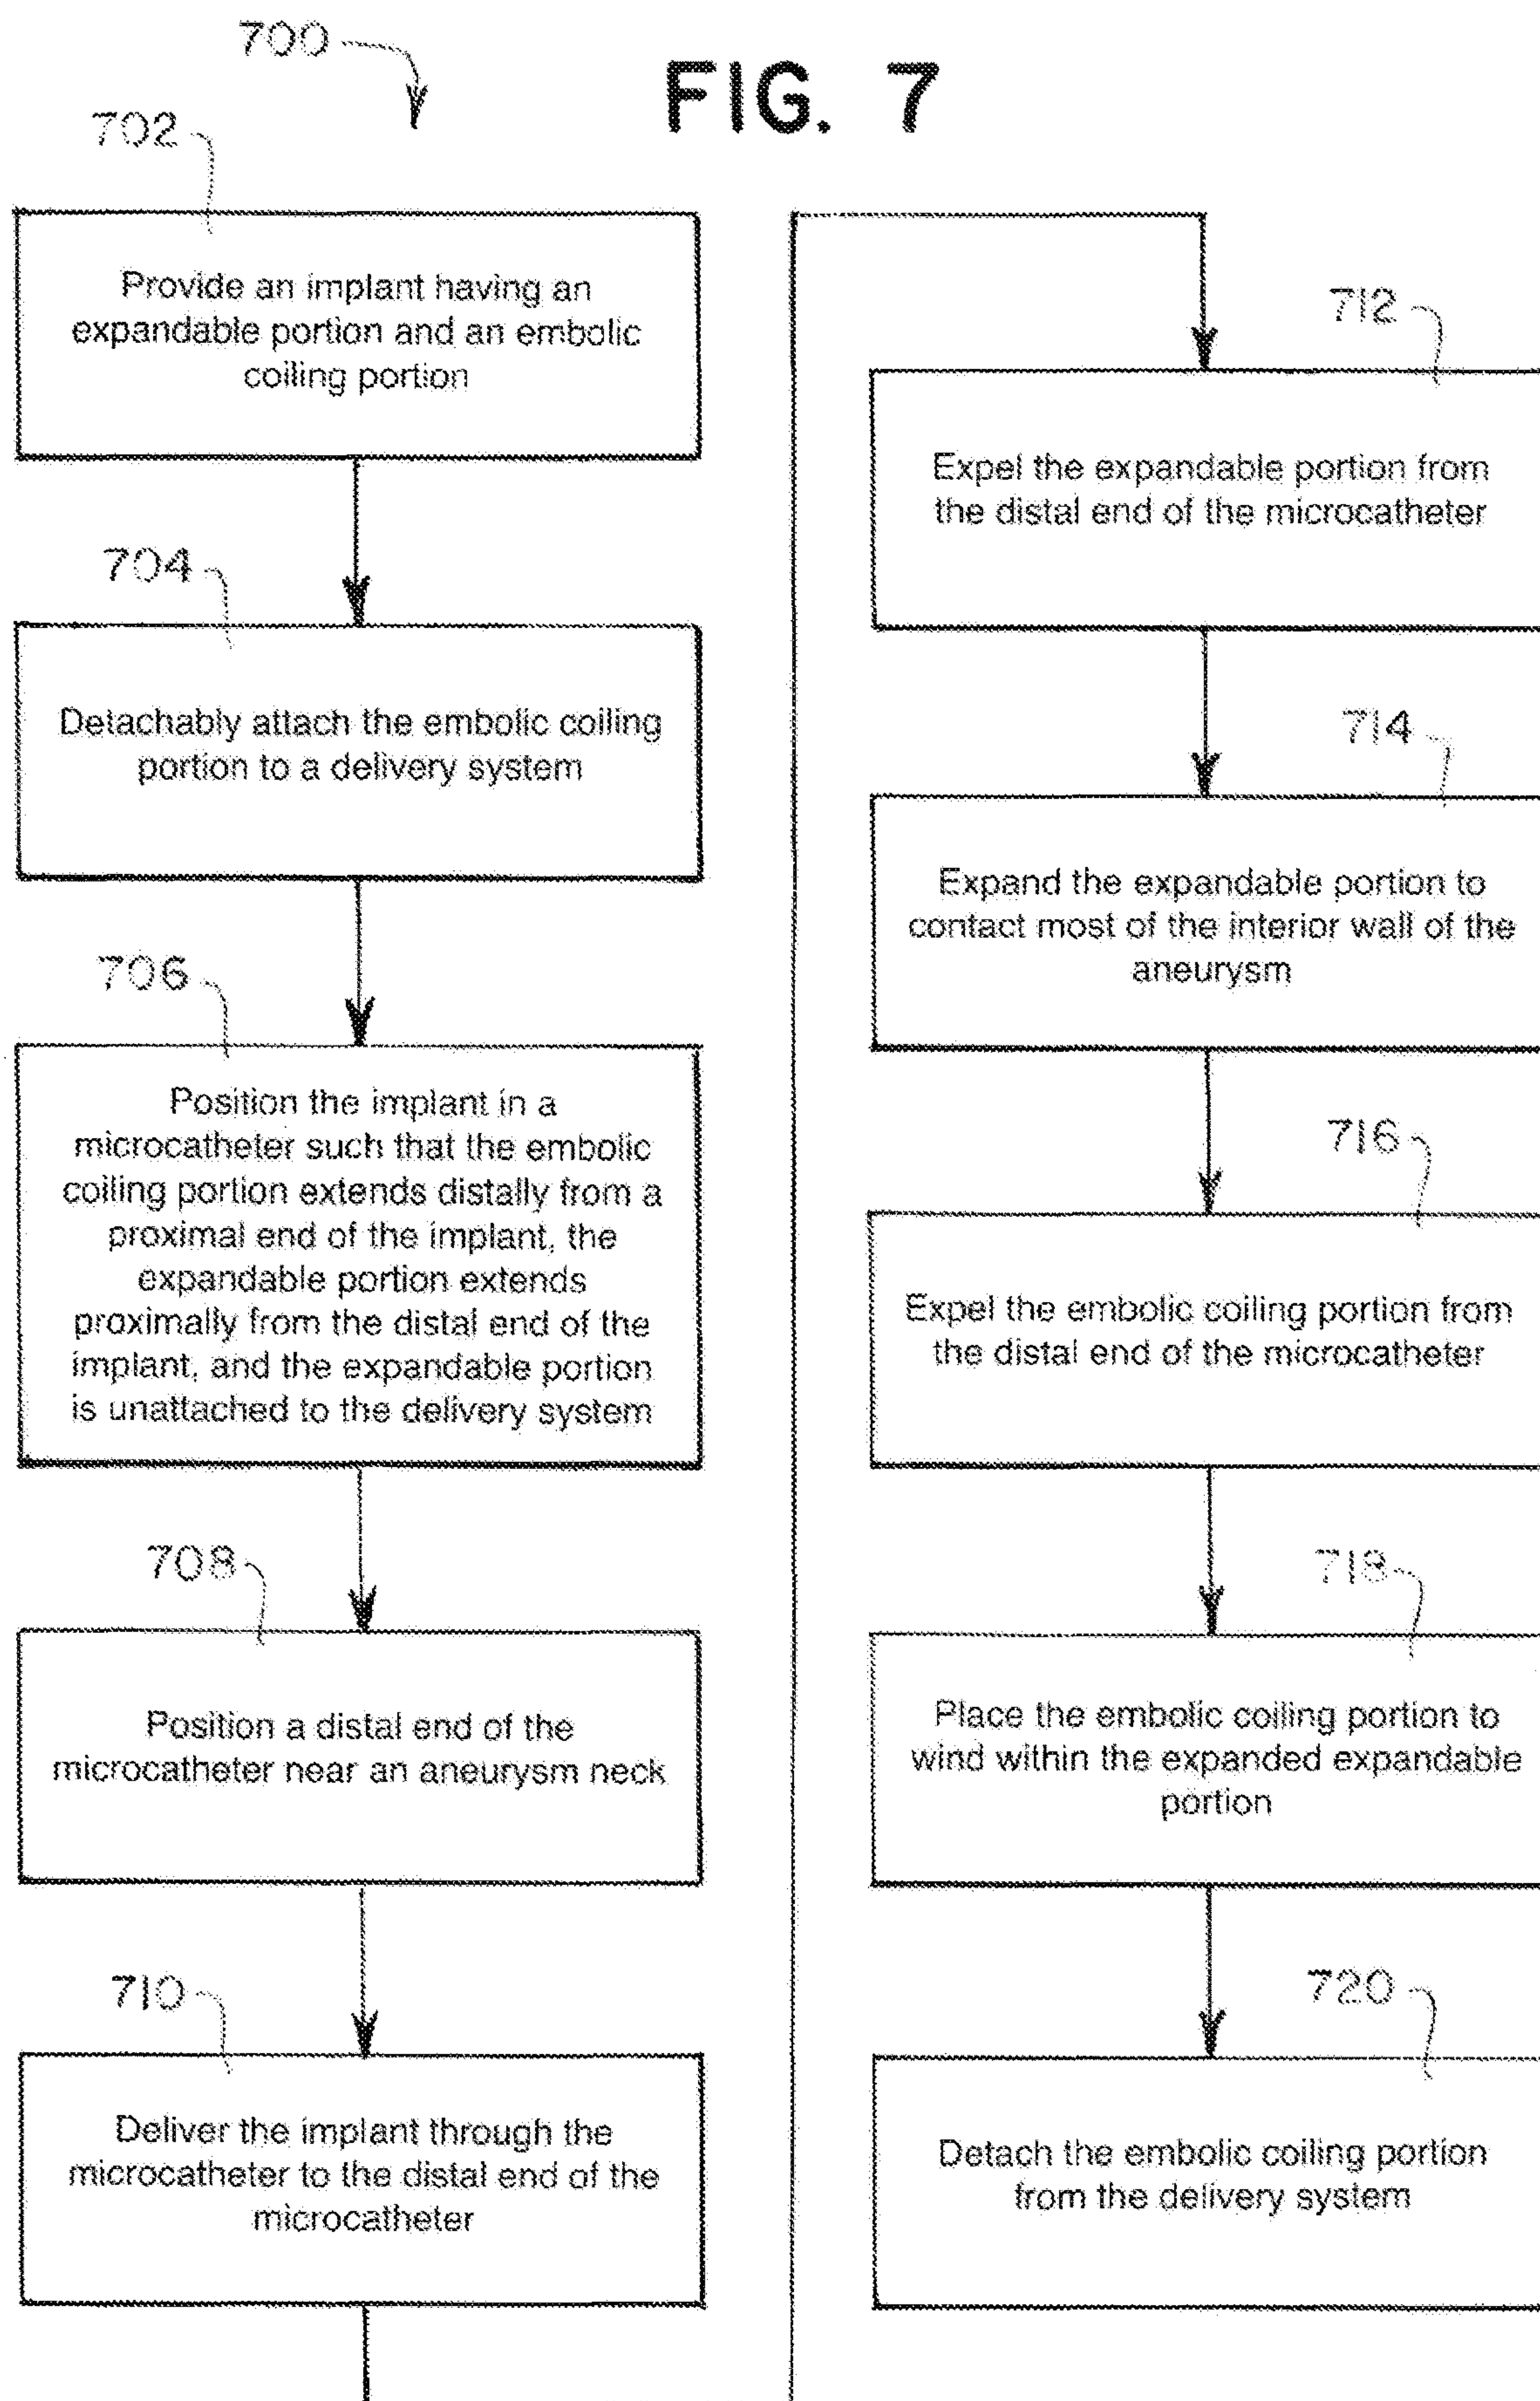 700
FIG. 7
702
Provide an implant having an
expandable portion and an embolic
coiling portion
704
Detachably attach the embolic coiling
portion to a delivery system
706
Position the implant in a
microcatheter such that the embolic
coiling portion extends distally from a
proximal end of the implant, the
expandable portion extends
proximally from the distal end of the
implant, and the expandable portion
is unattached to the delivery system
708
Position a distal end of the
microcatheter near an aneurysm neck
710
Deliver the implant through the
microcatheter to the distal end of the
microcatheter
712
Expel the expandable portion from
the distal end of the microcatheter
714
Expand the expandable portion to
contact most of the interior wall of the
aneurysm
716
Expel the embolic coiling portion from
the distal end of the microcatheter
718
Place the embolic coiling portion to
wind within the expanded expandable
portion
720
Detach the embolic coiling portion
from the delivery system